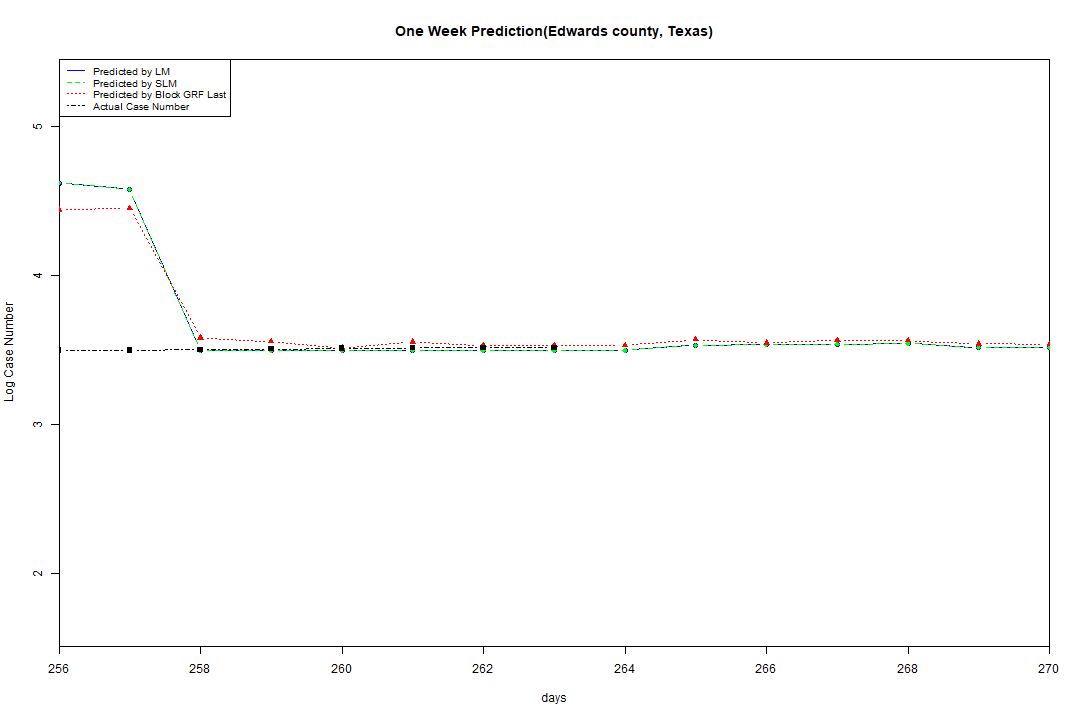 One Week Prediction(Edwards county, Texas)
Predicted by LM
Predicted by SLM
Predicted by Block GRF Last
Actual Case Number
5
4
3
2
Log Case Number
256 258 260 262 264 266 268 270
days